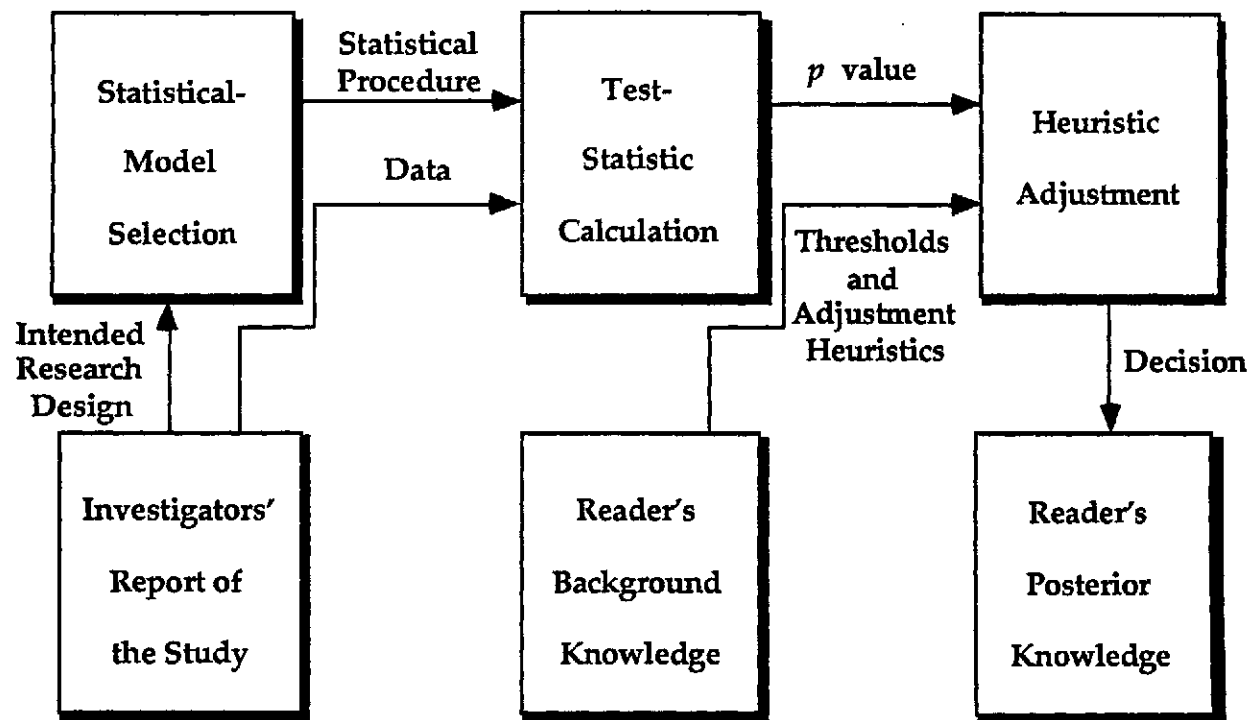 Statistical-
Model
Selection
Statistical
Procedure
Data
Test-
Statistic
Calculation
p value
Thresholds
and
Adjustment
Heuristics
Heuristic
Adjustment
Intended
Research
Design
Decision
Investigators'
Report of
the Study
Reader's
Background
Knowledge
Reader's
Posterior
Knowledge